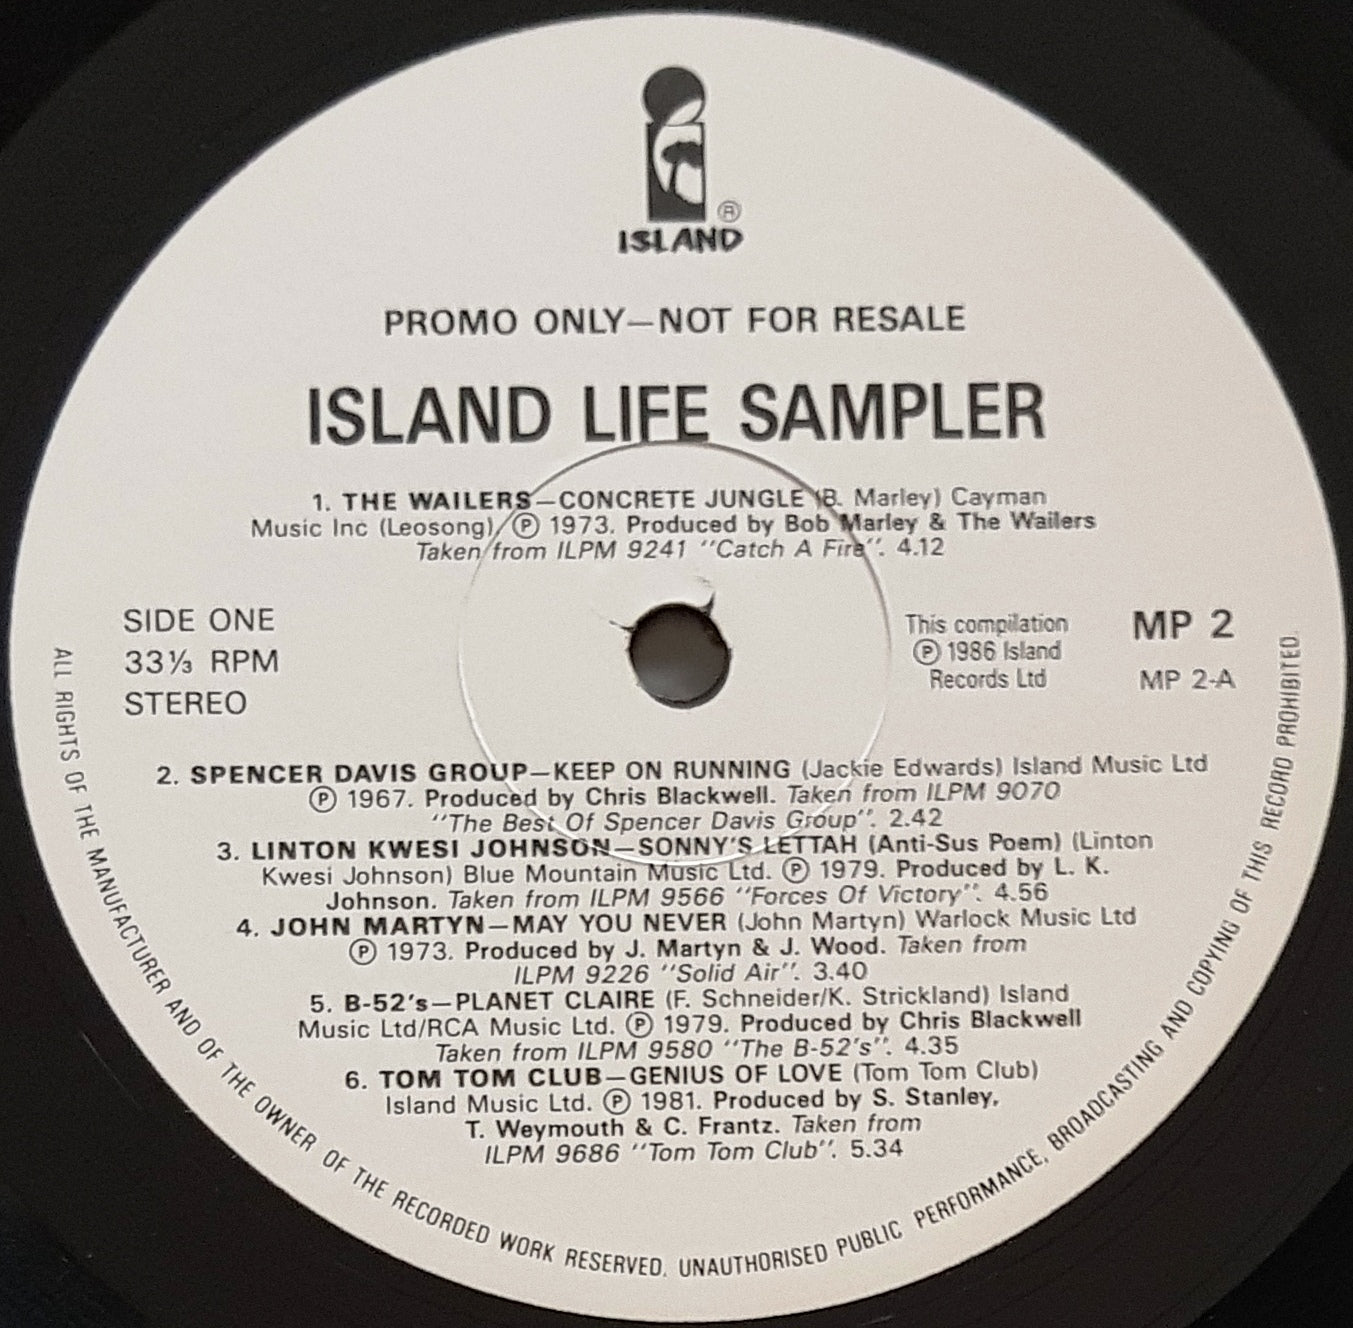 ®
ISLAND
PROMO ONLY—NOT FOR RESALE
ISLAND LIFE SAMPLER
1. THE WAILERS—CONCRETE JUNGLE (B. Marley) Cayman
Music Inc (Leosong) ℗ 1973. Produced by Bob Marley & The Wailers
Taken from ILPM 9241 "Catch A Fire". 4.12
SIDE ONE
33⅓ RPM
STEREO
This compilation
℗ 1986 Island
Records Ltd
MP 2
MP 2-A
2. SPENCER DAVIS GROUP—KEEP ON RUNNING (Jackie Edwards) Island Music Ltd
℗ 1967. Produced by Chris Blackwell. Taken from ILPM 9070
"The Best Of Spencer Davis Group". 2.42
3. LINTON KWESI JOHNSON—SONNY'S LETTAH (Anti-Sus Poem) (Linton
Kwesi Johnson) Blue Mountain Music Ltd. ℗ 1979. Produced by L. K.
Johnson. Taken from ILPM 9566 "Forces Of Victory". 4.56
4. JOHN MARTYN—MAY YOU NEVER (John Martyn) Warlock Music Ltd
℗ 1973. Produced by J. Martyn & J. Wood. Taken from
ILPM 9226 "Solid Air". 3.40
5. B-52's—PLANET CLAIRE (F. Schneider/K. Strickland) Island
Music Ltd/RCA Music Ltd. ℗ 1979. Produced by Chris Blackwell
Taken from ILPM 9580 "The B-52's". 4.35
6. TOM TOM CLUB—GENIUS OF LOVE (Tom Tom Club)
Island Music Ltd. ℗ 1981. Produced by S. Stanley,
T. Weymouth & C. Frantz. Taken from
ILPM 9686 "Tom Tom Club". 5.34
ALL RIGHTS OF THE MANUFACTURER AND OF THE OWNER OF THE RECORDED WORK RESERVED. UNAUTHORISED PUBLIC PERFORMANCE, BROADCASTING AND COPYING OF THIS RECORD PROHIBITED.